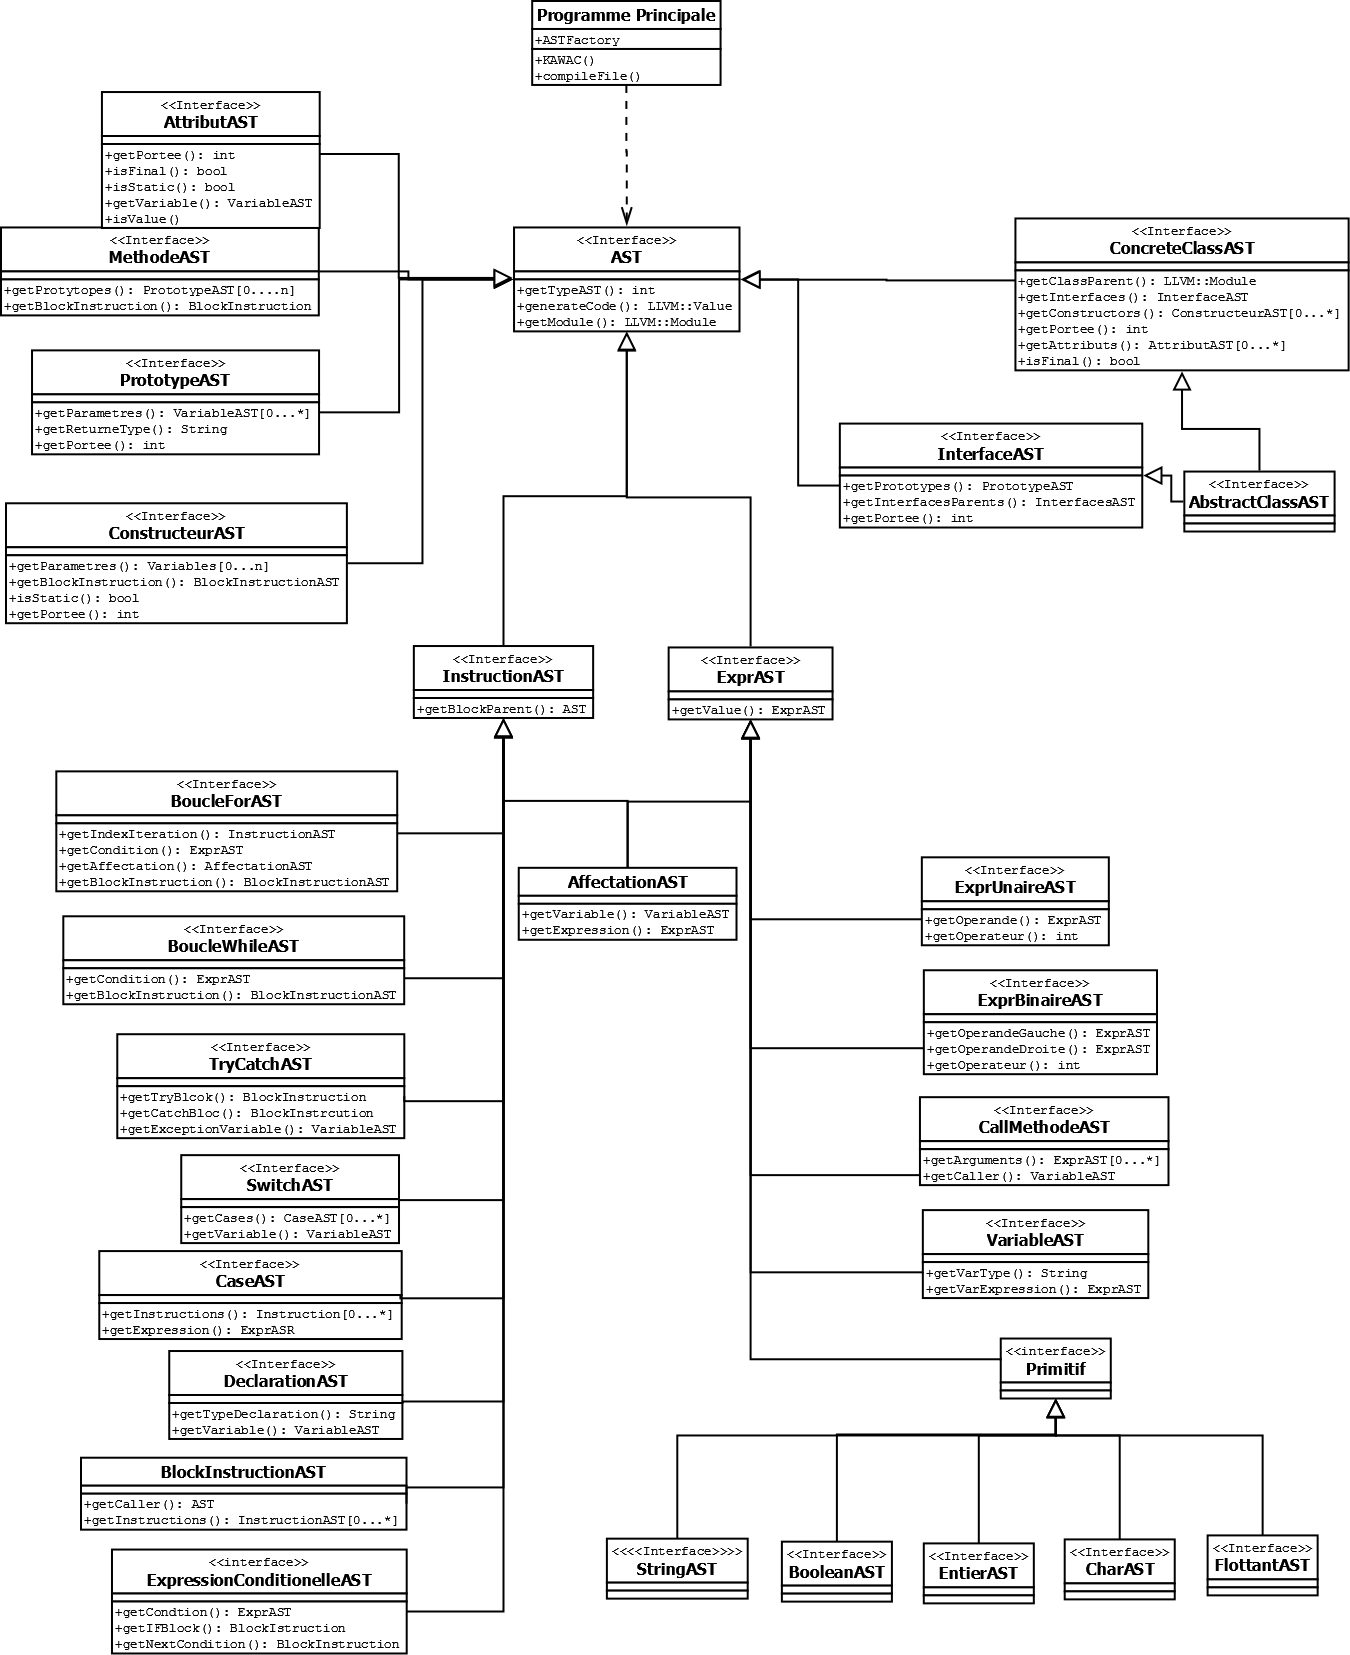 Programme Principale
+ASTFactory
+KAWAC()
+compileFile()
<<Interface>>
AttributAST
+getPortee(): int
+isFinal(): bool
+isStatic(): bool
+getVariable(): VariableAST
+isValue()
<<Interface>>
MethodeAST
+getProtytopes(): PrototypeAST[0....n]
+getBlockInstruction(): BlockInstruction
<<Interface>>
AST
+getTypeAST(): int
+generateCode(): LLVM::Value
+getModule(): LLVM::Module
<<Interface>>
ConcreteClassAST
+getClassParent(): LLVM::Module
+getInterfaces(): InterfaceAST
+getConstructors(): ConstructeurAST[0...*]
+getPortee(): int
+getAttributs(): AttributAST[0...*]
+isFinal(): bool
<<Interface>>
PrototypeAST
+getParametres(): VariableAST[0...*]
+getReturneType(): String
+getPortee(): int
<<Interface>>
InterfaceAST
+getPrototypes(): PrototypeAST
+getInterfacesParents(): InterfacesAST
+getPortee(): int
<<Interface>>
AbstractClassAST
<<Interface>>
ConstructeurAST
+getParametres(): Variables[0...n]
+getBlockInstruction(): BlockInstructionAST
+isStatic(): bool
+getPortee(): int
<<Interface>>
InstructionAST
+getBlockParent(): AST
<<Interface>>
ExprAST
+getValue(): ExprAST
<<Interface>>
BoucleForAST
+getIndexIteration(): InstructionAST
+getCondition(): ExprAST
+getAffectation(): AffectationAST
+getBlockInstruction(): BlockInstructionAST
AffectationAST
+getVariable(): VariableAST
+getExpression(): ExprAST
<<Interface>>
ExprUnaireAST
+getOperande(): ExprAST
+getOperateur(): int
<<Interface>>
BoucleWhileAST
+getCondition(): ExprAST
+getBlockInstruction(): BlockInstructionAST
<<Interface>>
ExprBinaireAST
+getOperandeGauche(): ExprAST
+getOperandeDroite(): ExprAST
+getOperateur(): int
<<Interface>>
TryCatchAST
+getTryBlcok(): BlockInstruction
+getCatchBloc(): BlockInstrcution
+getExceptionVariable(): VariableAST
<<Interface>>
CallMethodeAST
+getArguments(): ExprAST[0...*]
+getCaller(): VariableAST
<<Interface>>
SwitchAST
+getCases(): CaseAST[0...*]
+getVariable(): VariableAST
<<Interface>>
VariableAST
+getVarType(): String
+getVarExpression(): ExprAST
<<Interface>>
CaseAST
+getInstructions(): Instruction[0...*]
+getExpression(): ExprASR
<<interface>>
Primitif
<<Interface>>
DeclarationAST
+getTypeDeclaration(): String
+getVariable(): VariableAST
BlockInstructionAST
+getCaller(): AST
+getInstructions(): InstructionAST[0...*]
<<interface>>
ExpressionConditionelleAST
+getCondtion(): ExprAST
+getIFBlock(): BlockIstruction
+getNextCondition(): BlockInstruction
<<<<Interface>>>>
StringAST
<<Interface>>
BooleanAST
<<Interface>>
EntierAST
<<Interface>>
CharAST
<<Interface>>
FlottantAST